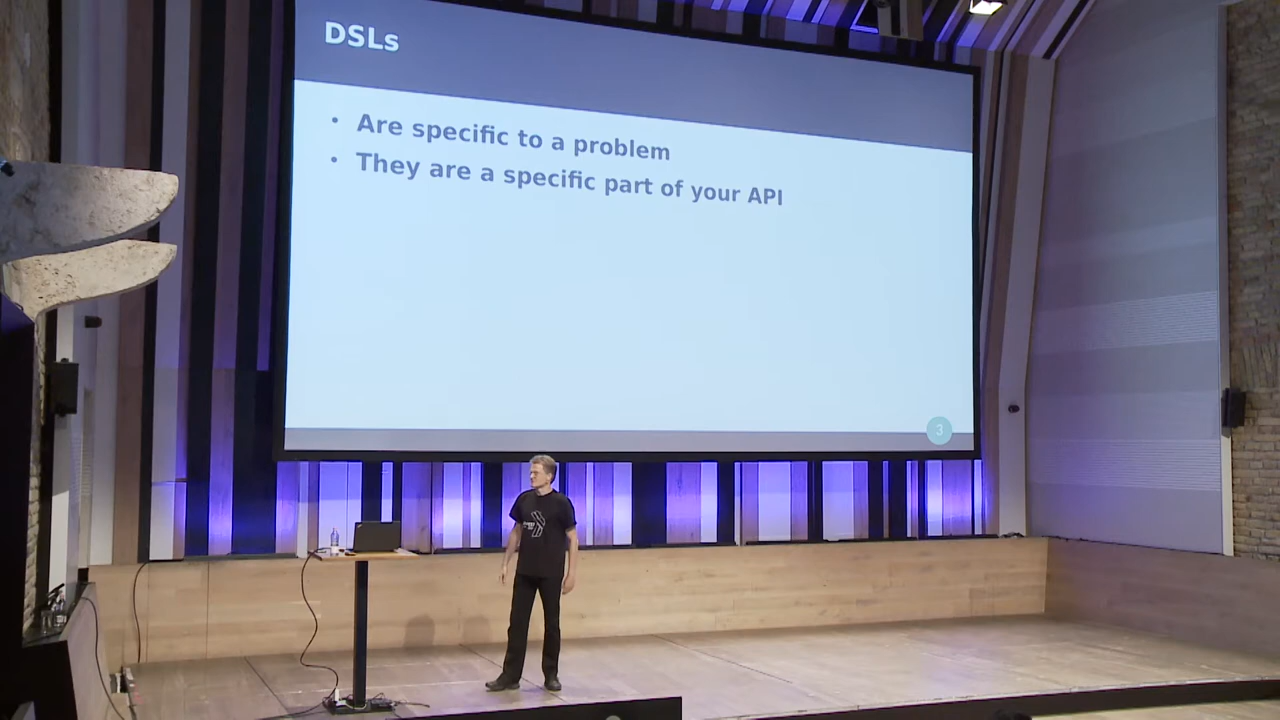 DSLs
• Are specific to a problem
• They are a specific part of your API
3